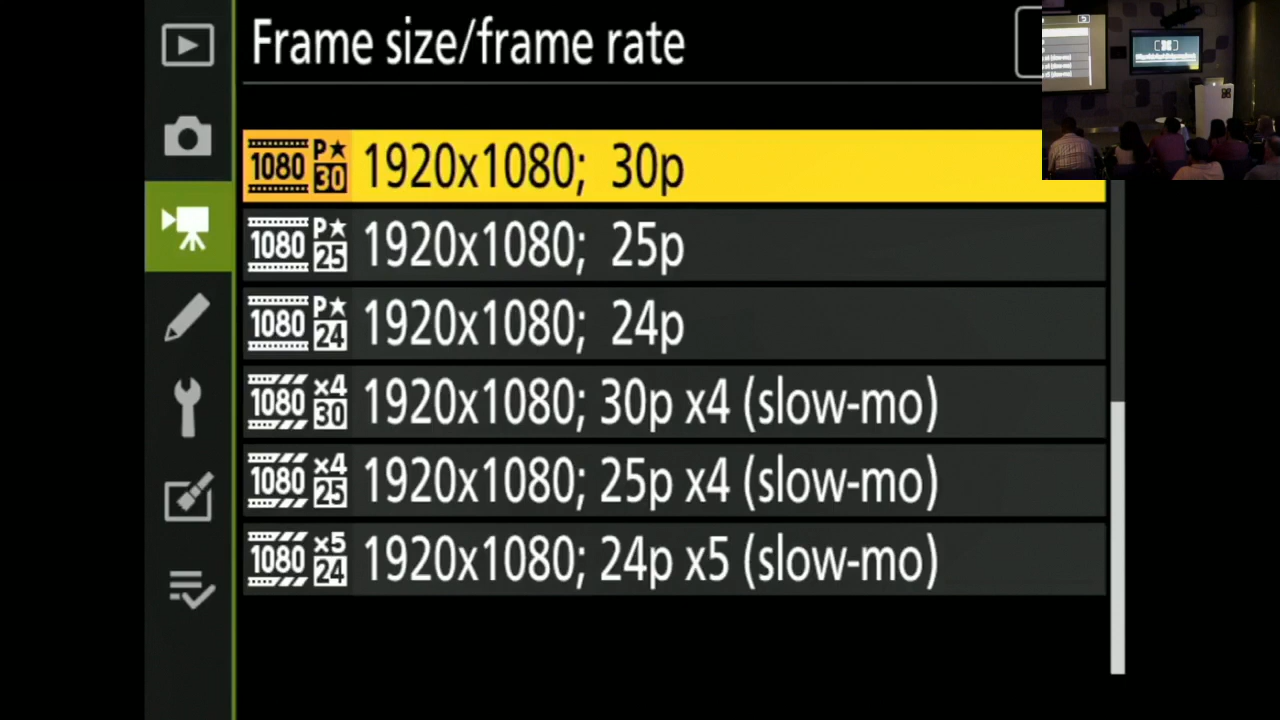 Frame size/frame rate
1080 P★ 30 1920x1080; 30p
1080 P★ 25 1920x1080; 25p
1080 P★ 24 1920x1080; 24p
1080 x4 30 1920x1080; 30p x4 (slow-mo)
1080 x4 25 1920x1080; 25p x4 (slow-mo)
1080 x5 24 1920x1080; 24p x5 (slow-mo)